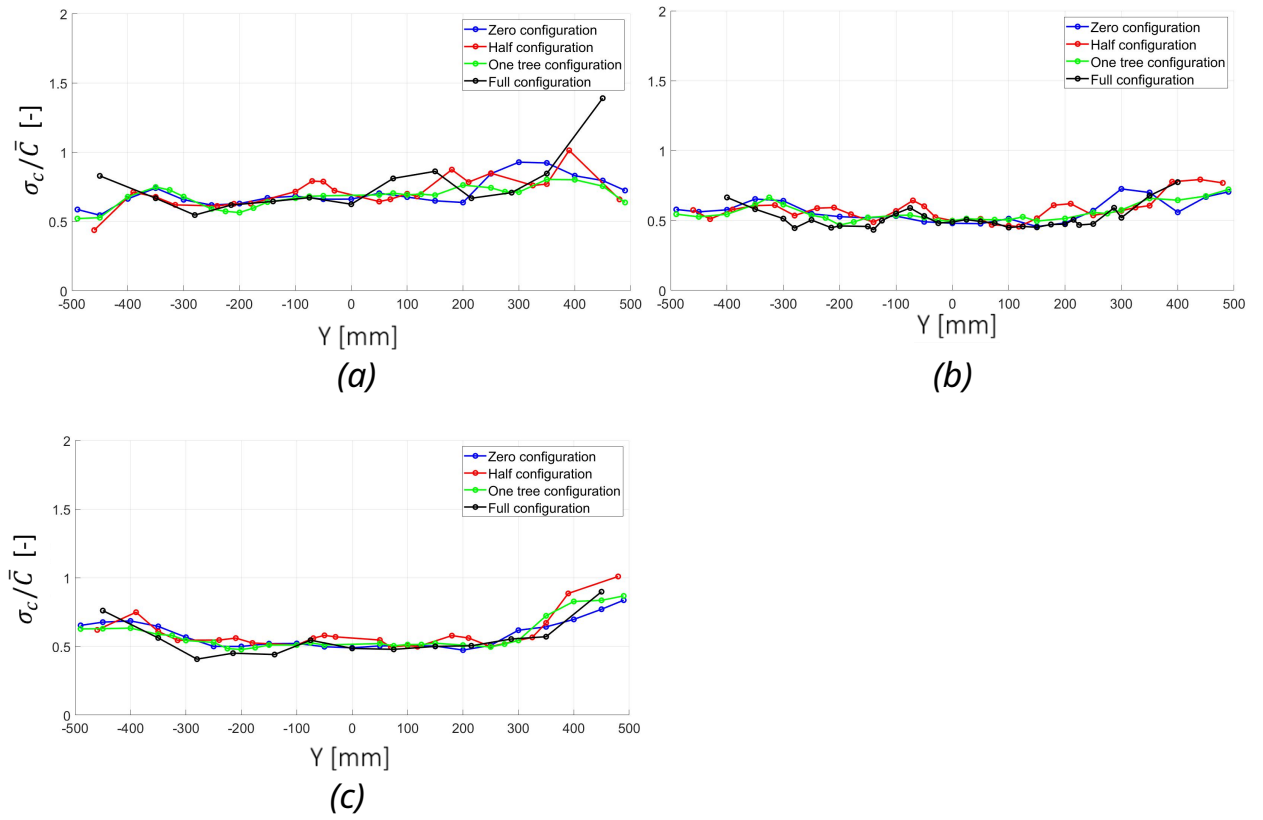 2
1.5
1
0.5
0
σ_c/C̄ [-]
-500 -400 -300 -200 -100 0 100 200 300 400 500
Y [mm]
Zero configuration
Half configuration
One tree configuration
Full configuration
(a)
2
1.5
1
0.5
0
-500 -400 -300 -200 -100 0 100 200 300 400 500
Y [mm]
Zero configuration
Half configuration
One tree configuration
Full configuration
(b)
2
1.5
1
0.5
0
σ_c/C̄ [-]
-500 -400 -300 -200 -100 0 100 200 300 400 500
Y [mm]
Zero configuration
Half configuration
One tree configuration
Full configuration
(c)